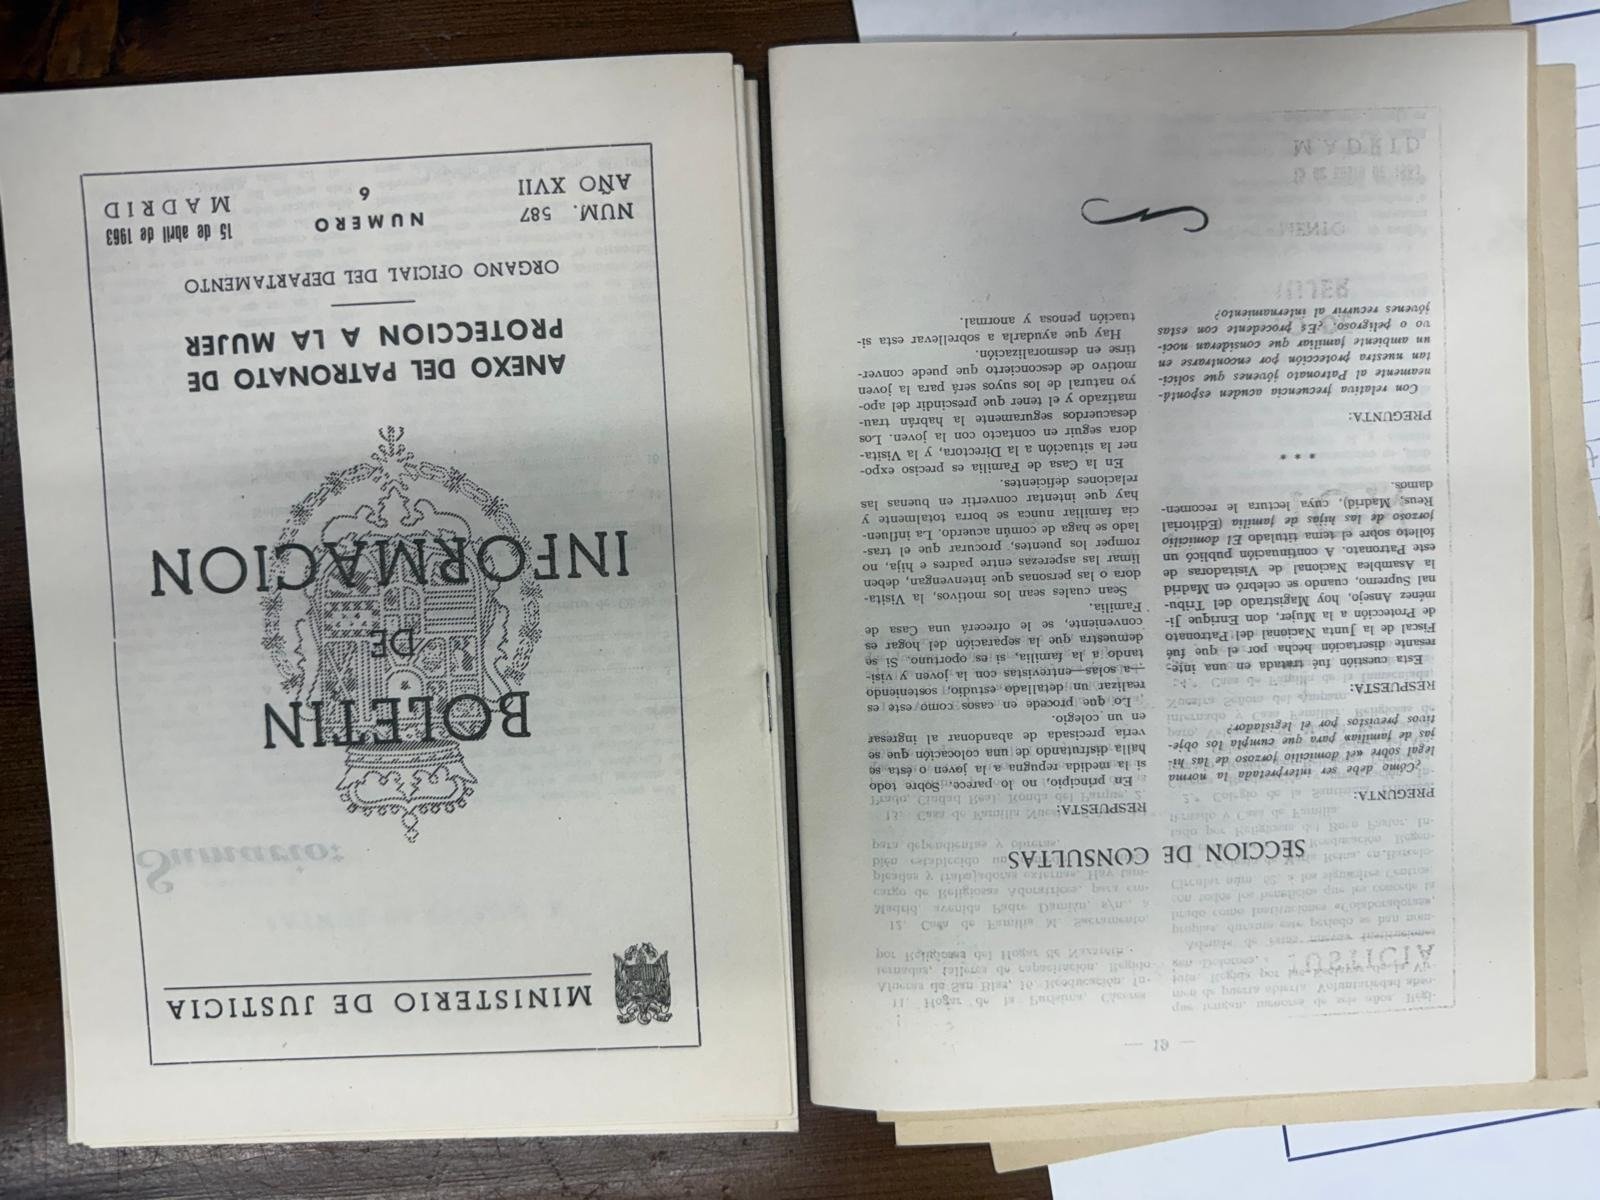 SECCION DE CONSULTAS
PREGUNTA:
¿Cómo debe ser interpretada la norma
legal sobre «el domicilio forzoso de las hi-
jas de familia» para que cumpla los obje-
tivos previstos por el legislador?
RESPUESTA:
Esta cuestión fué tratada en una inte-
resante disertación hecha por el que fué
Fiscal de la Junta Nacional del Patronato
de Protección a la Mujer, don Enrique Ji-
ménez Asenjo, hoy Magistrado del Tribu-
nal Supremo, cuando se celebró en Madrid
la Asamblea Nacional de Visitadoras de
este Patronato. A continuación publicó un
folleto sobre el tema titulado El domicilio
forzoso de las hijas de familia (Editorial
Reus, Madrid), cuya lectura le recomen-
damos.
* * *
PREGUNTA:
Con relativa frecuencia acuden espontá-
neamente al Patronato jóvenes que solici-
tan nuestra protección por encontrarse en
un ambiente familiar que consideran noci-
vo o peligroso, ¿Es procedente con estas
jóvenes recurrir al internamiento?
RESPUESTA:
En principio, no lo parece. Sobre todo
si la medida repugna a la joven o ésta se
halla disfrutando de una colocación que se
vería precisada de abandonar al ingresar
en un colegio.
Lo que procede en casos como este es
realizar un detallado estudio, sosteniendo
—a solas—entrevistas con la joven y visi-
tando a la familia, si es oportuno. Si se
demuestra que la separación del hogar es
conveniente, se le ofrecerá una Casa de
Familia.
Sean cuales sean los motivos, la Visita-
dora o las personas que intervengan, deben
limar las asperezas entre padres e hija, no
romper los puentes, procurar que el tras-
lado se haga de común acuerdo. La influen-
cia familiar nunca se borra totalmente y
hay que intentar convertir en buenas las
relaciones deficientes.
En la Casa de Familia es preciso expo-
ner la situación a la Directora, y la Visita-
dora seguir en contacto con la joven. Los
desacuerdos seguramente la habrán trau-
matizado y el tener que prescindir del apo-
yo natural de los suyos será para la joven
motivo de desconcierto que puede conver-
tirse en desmoralización.
Hay que ayudarla a sobrellevar esta si-
tuación penosa y anormal.
MINISTERIO DE JUSTICIA
BOLETIN
DE
INFORMACION
ANEXO DEL PATRONATO DE
PROTECCION A LA MUJER
ORGANO OFICIAL DEL DEPARTAMENTO
NUM. 587
AÑO XVII
NUMERO
6
15 de abril de 1963
MADRID